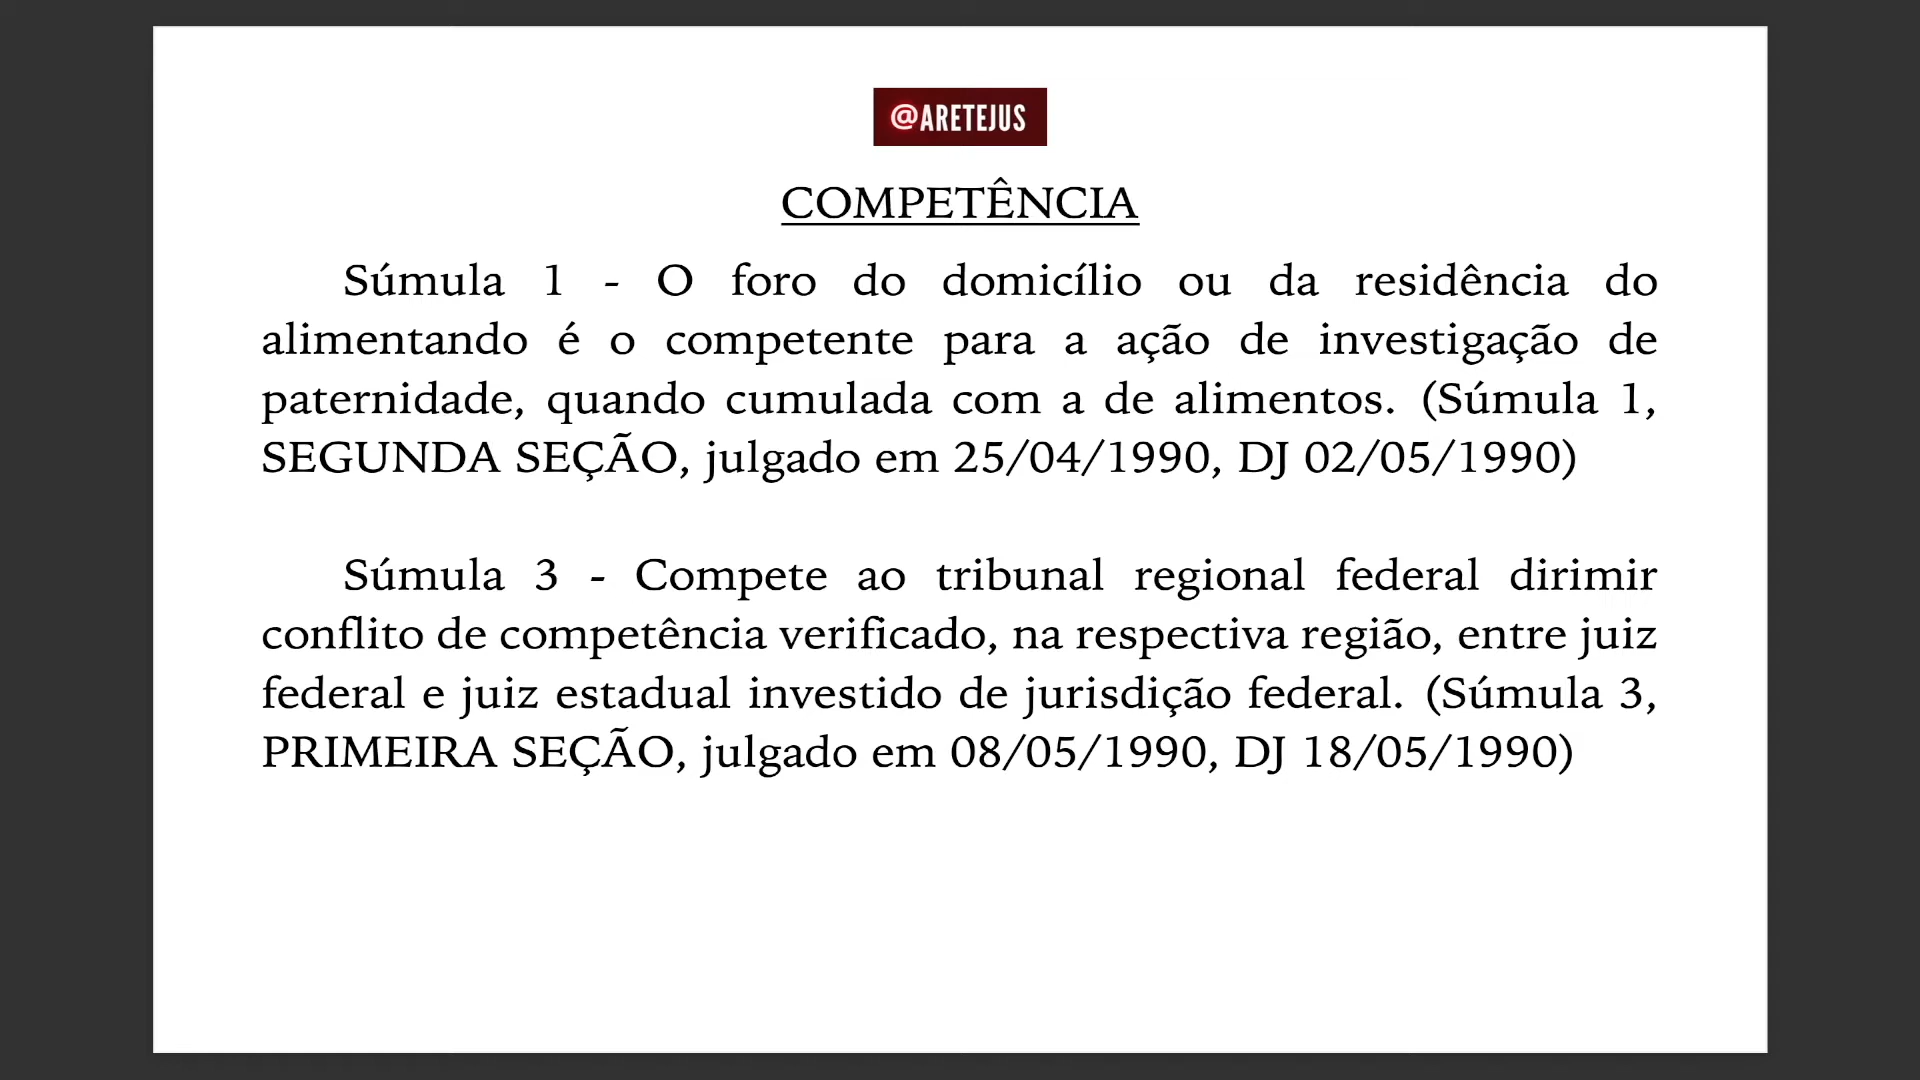 @ARETEJUS
COMPETÊNCIA
Súmula 1 - O foro do domicílio ou da residência do
alimentando é o competente para a ação de investigação de
paternidade, quando cumulada com a de alimentos. (Súmula 1,
SEGUNDA SEÇÃO, julgado em 25/04/1990, DJ 02/05/1990)
Súmula 3 - Compete ao tribunal regional federal dirimir
conflito de competência verificado, na respectiva região, entre juiz
federal e juiz estadual investido de jurisdição federal. (Súmula 3,
PRIMEIRA SEÇÃO, julgado em 08/05/1990, DJ 18/05/1990)